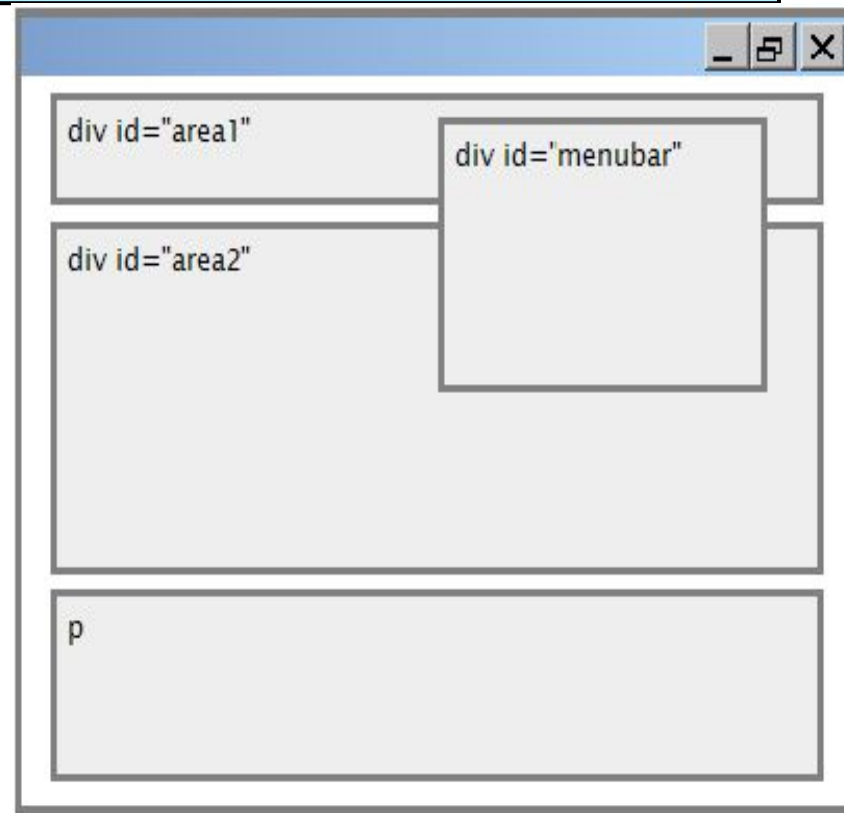 div id="area1"
div id='menubar"
div id="area2"
p